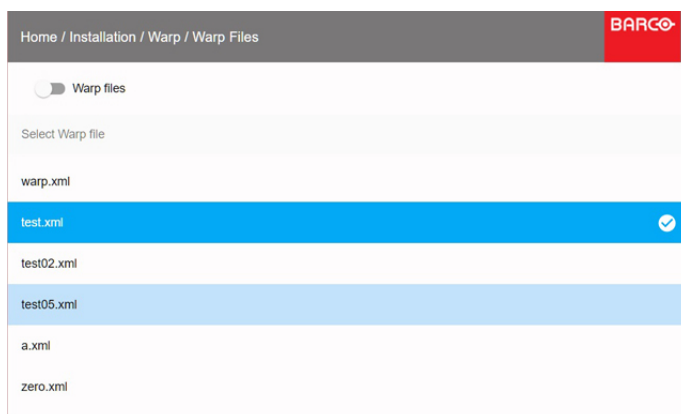 Home / Installation / Warp / Warp Files
BARCO
Warp files
Select Warp file
warp.xml
test.xml
test02.xml
test05.xml
a.xml
zero.xml